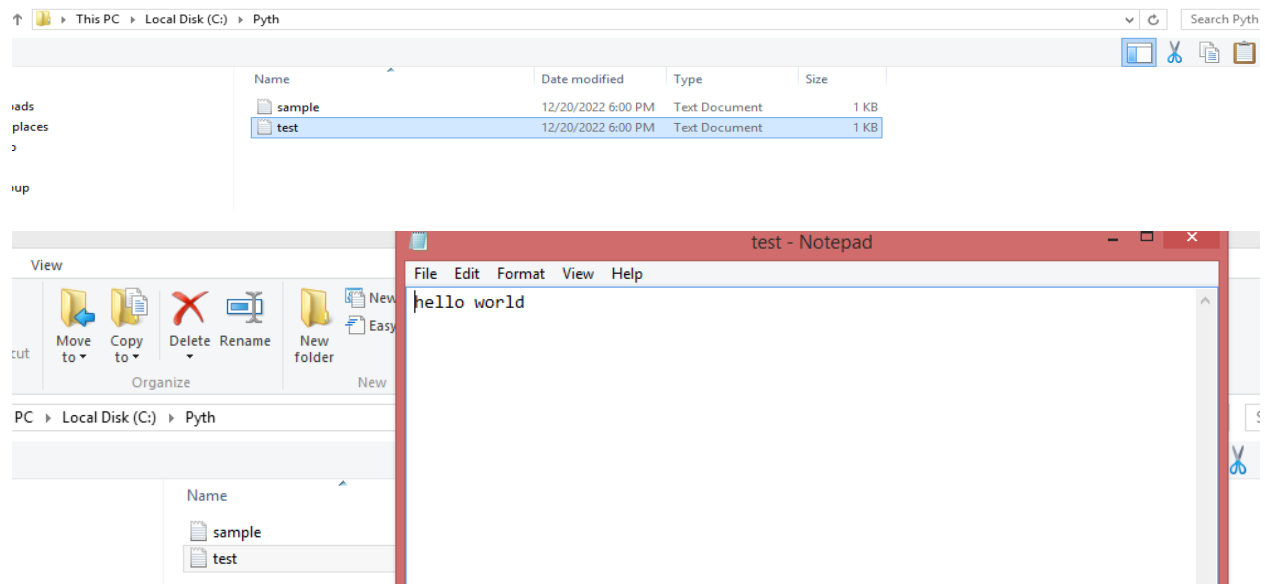 This PC Local Disk (C:) Pyth Search Pyth
Name Date modified Type Size
sample 12/20/2022 6:00 PM Text Document 1 KB
test 12/20/2022 6:00 PM Text Document 1 KB
places
test - Notepad
View
File Edit Format View Help
hello world
Move to
Copy to
Delete
Rename
New folder
New
Easy
Organize
New
PC Local Disk (C:) Pyth
Name
sample
test